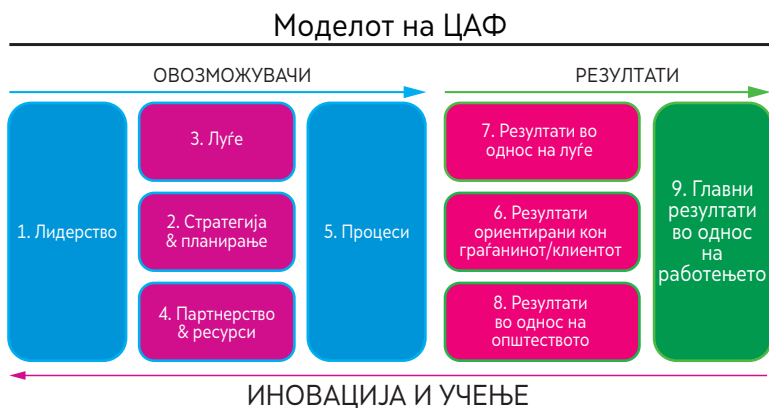 Моделот на ЦАФ
ОВОЗМОЖУВАЧИ
РЕЗУЛТАТИ
1. Лидерство
3. Луѓе
2. Стратегија
& планирање
4. Партнерство
& ресурси
5. Процеси
7. Резултати во
однос на луѓе
6. Резултати
ориентирани кон
граѓанинот/клиентот
8. Резултати
во однос на
општеството
9. Главни
резултати
во однос
на
работењето
ИНОВАЦИЈА И УЧЕЊЕ